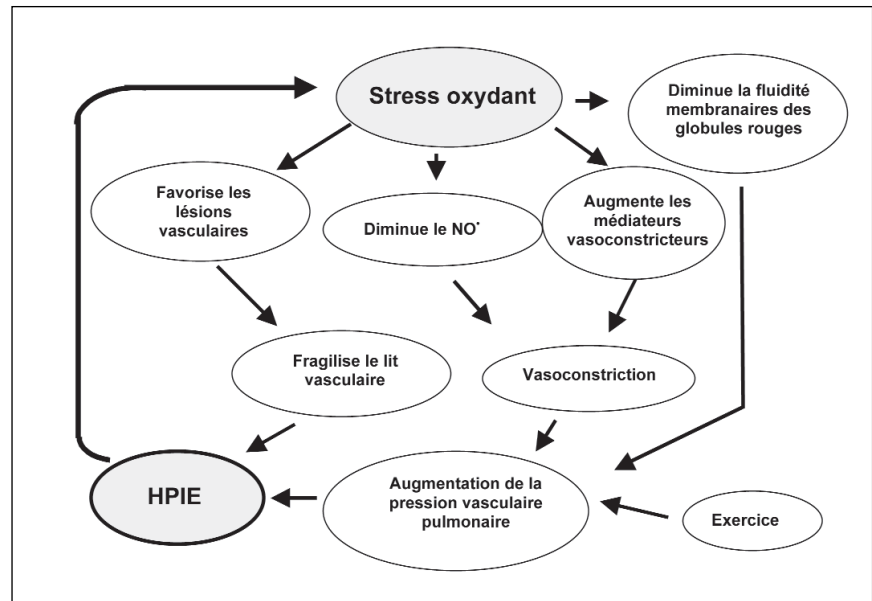 Stress oxydant
Diminue la fluidité
membranaires des
globules rouges
Favorise les
lésions
vasculaires
Diminue le NO•
Augmente les
médiateurs
vasoconstricteurs
Fragilise le lit
vasculaire
Vasoconstriction
HPIE
Augmentation de la
pression vasculaire
pulmonaire
Exercice